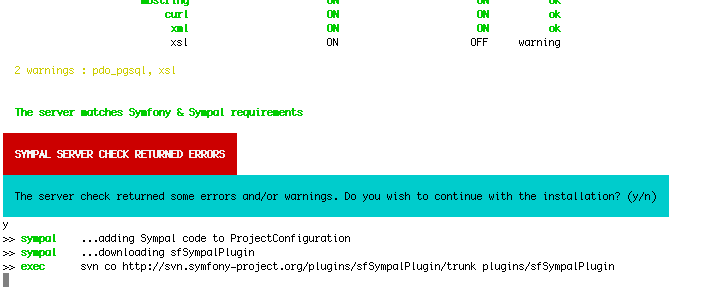 mbstring ON ON ok
curl ON ON ok
xml ON ON ok
xsl ON OFF warning
2 warnings : pdo_pgsql, xsl
The server matches Symfony & Sympal requirements
SYMPAL SERVER CHECK RETURNED ERRORS
The server check returned some errors and/or warnings. Do you wish to continue with the installation? (y/n)
y
>> sympal ...adding Sympal code to ProjectConfiguration
>> sympal ...downloading sfSympalPlugin
>> exec svn co http://svn.symfony-project.org/plugins/sfSympalPlugin/trunk plugins/sfSympalPlugin